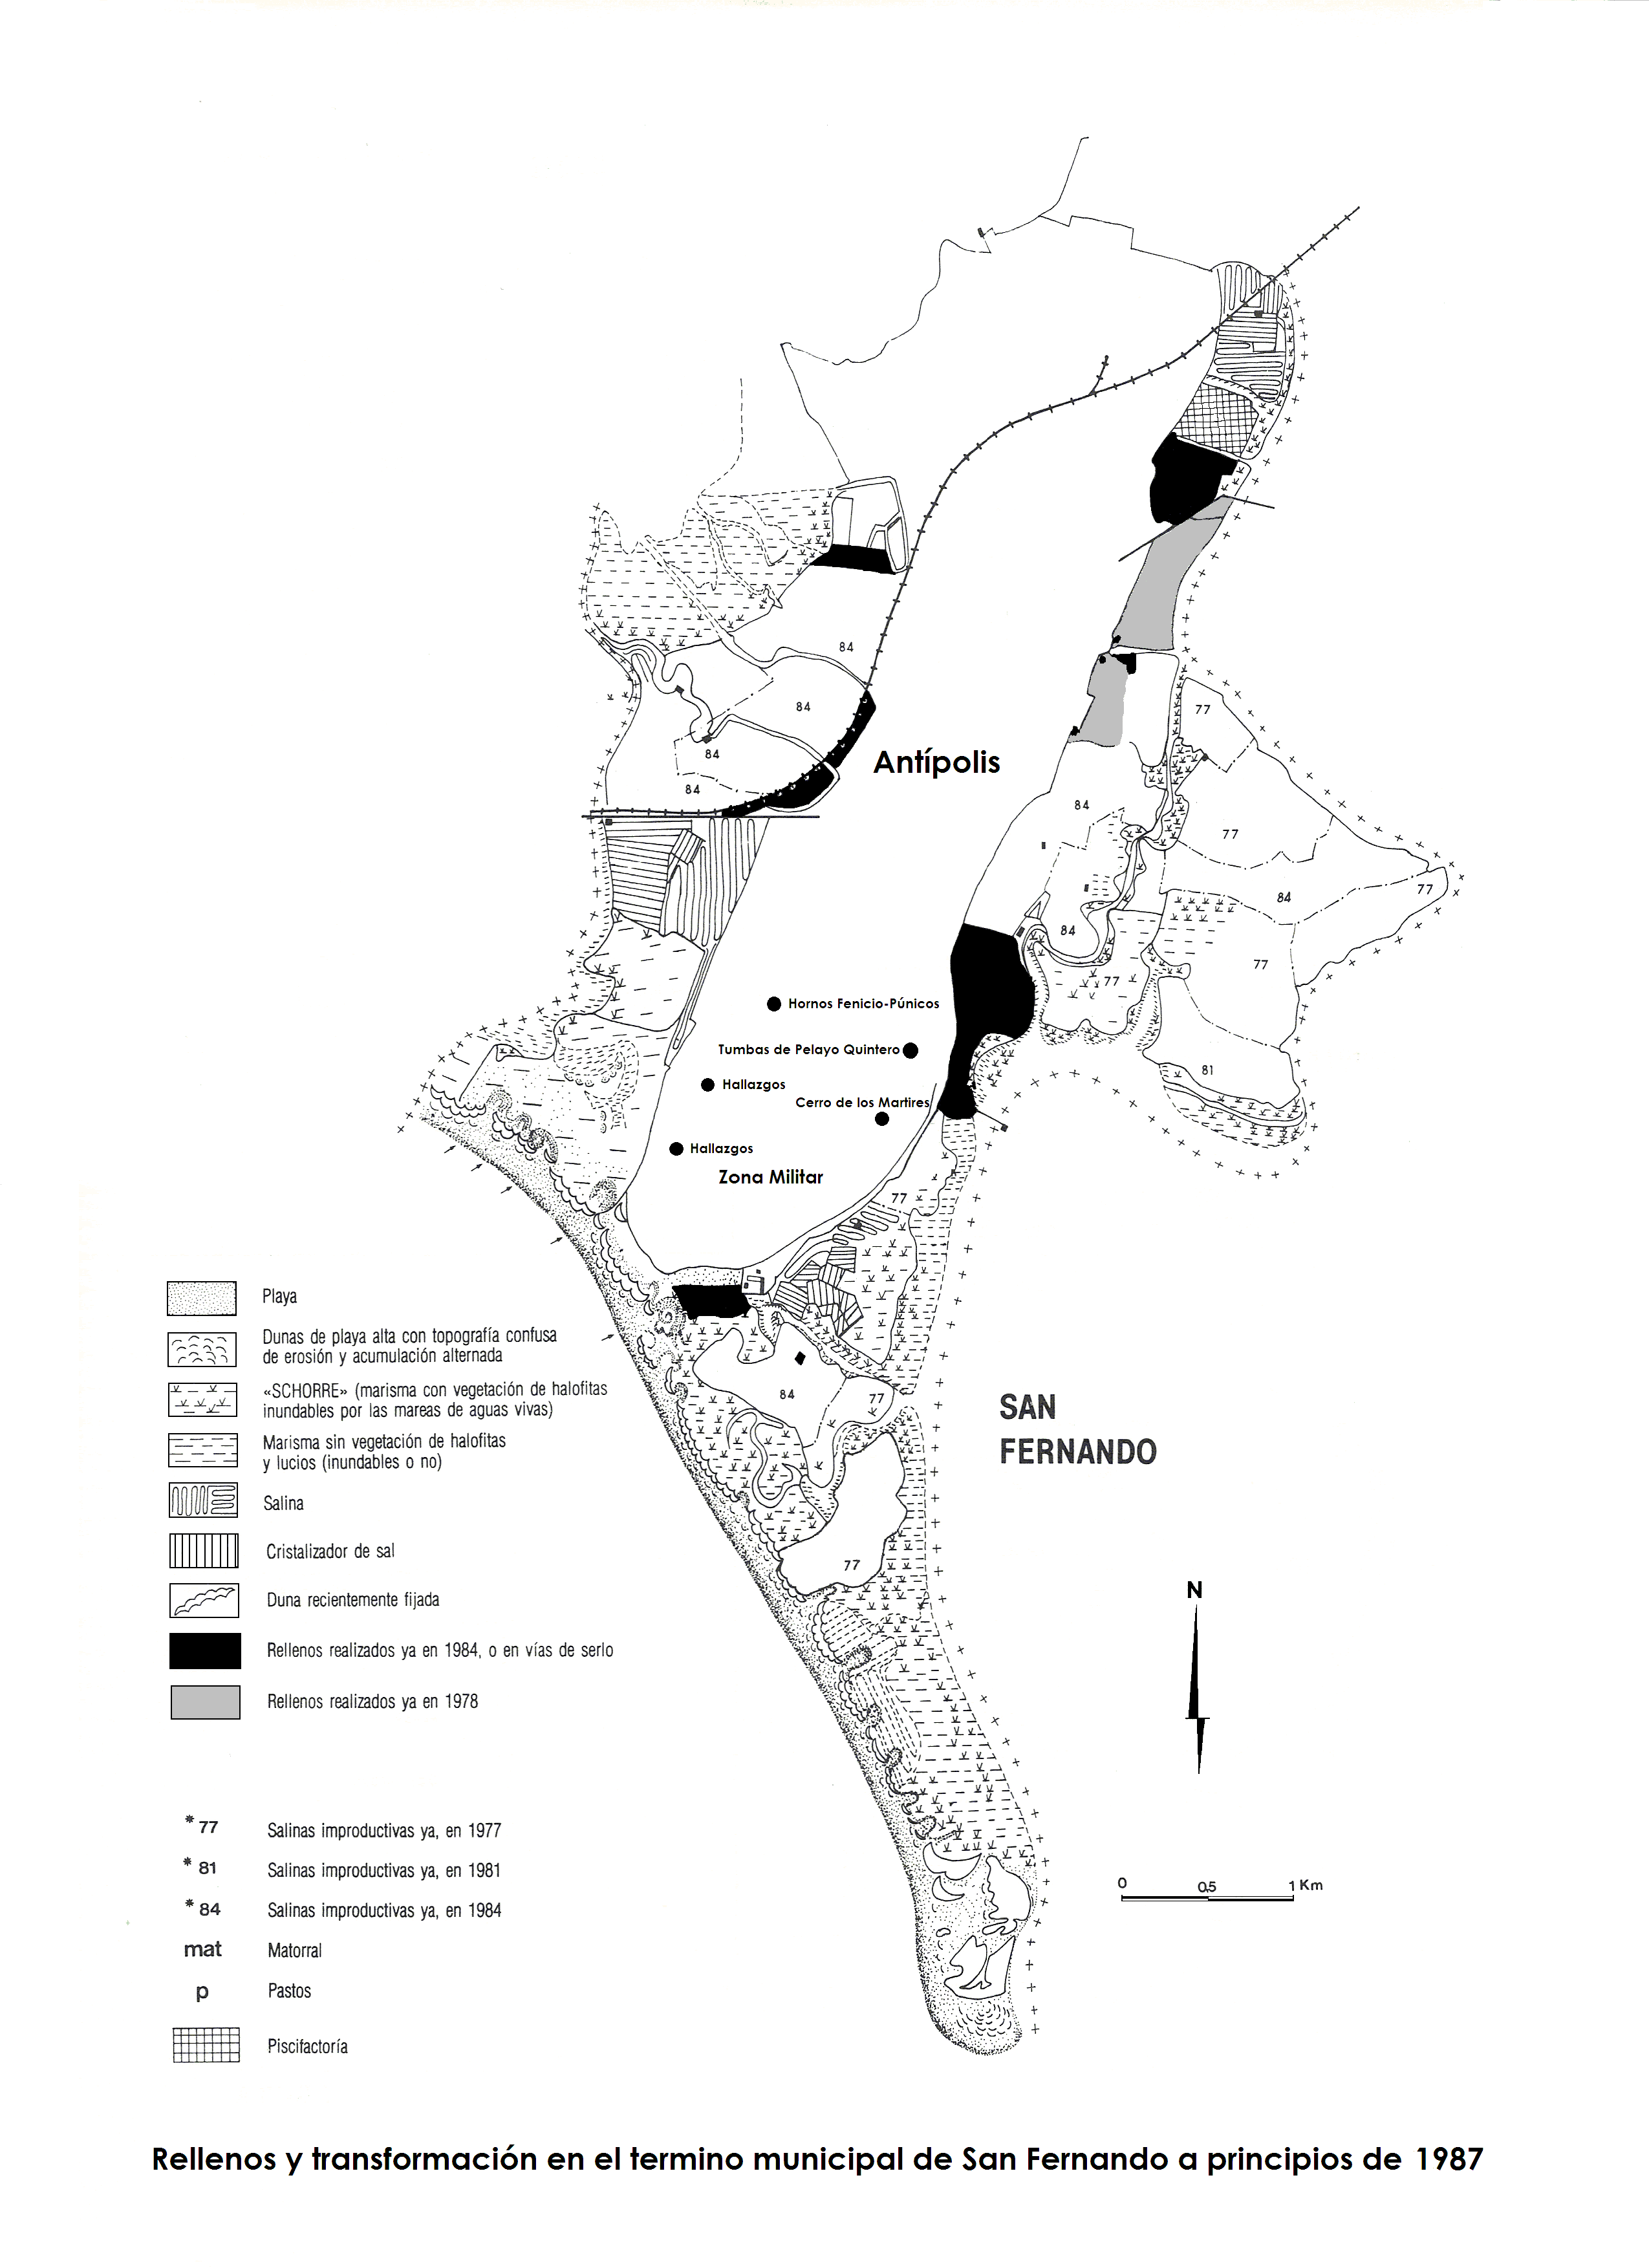 84
84
84
84
Antípolis
77
84
77
84
77
84
77
77
81
Hornos Fenicio-Púnicos
Tumbas de Pelayo Quintero
Hallazgos
Cerro de los Martires
Hallazgos
Zona Militar
77
84
77
77
Playa
Dunas de playa alta con topografía confusa
de erosión y acumulación alternada
«SCHORRE» (marisma con vegetación de halofitas
inundables por las mareas de aguas vivas)
Marisma sin vegetación de halofitas
y lucios (inundables o no)
Salina
Cristalizador de sal
Duna recientemente fijada
Rellenos realizados ya en 1984, o en vías de serlo
Rellenos realizados ya en 1978
* 77 Salinas improductivas ya, en 1977
* 81 Salinas improductivas ya, en 1981
* 84 Salinas improductivas ya, en 1984
mat Matorral
p Pastos
Piscifactoría
SAN
FERNANDO
N
0 0,5 1 Km
Rellenos y transformación en el termino municipal de San Fernando a principios de 1987